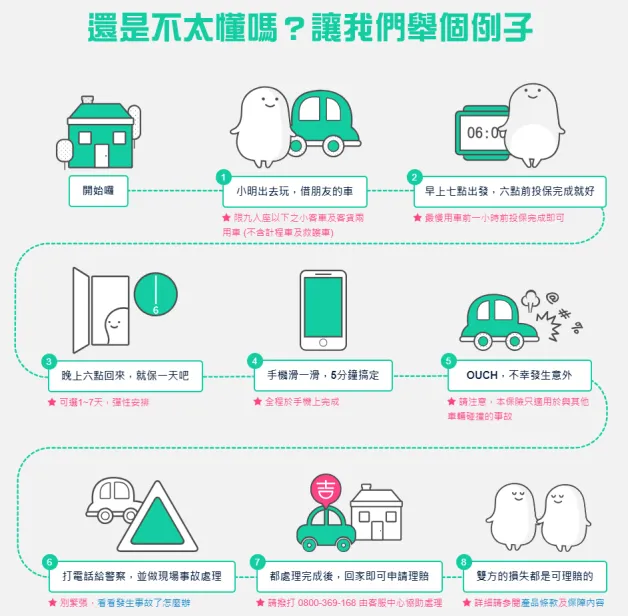 還是不太懂嗎？讓我們舉個例子
開始囉
1
小明出去玩，借朋友的車
★ 限九人座以下之小客車及客貨兩
用車 (不含計程車及救護車)
06:00
2
早上七點出發，六點前投保完成就好
★ 最慢用車前一小時前投保完成即可
6
3
晚上六點回來，就保一天吧
★ 可選1~7天，彈性安排
4
手機滑一滑，5分鐘搞定
★ 全程於手機上完成
@#%
5
OUCH，不幸發生意外
★ 請注意，本保險只適用於與其他
車輛碰撞的事故
6
打電話給警察，並做現場事故處理
★ 別緊張，看看發生事故了怎麼辦
吉
7
都處理完成後，回家即可申請理賠
★ 請撥打 0800-369-168 由客服中心協助處理
8
雙方的損失都是可理賠的
★ 詳細請參閱產品條款及保障內容